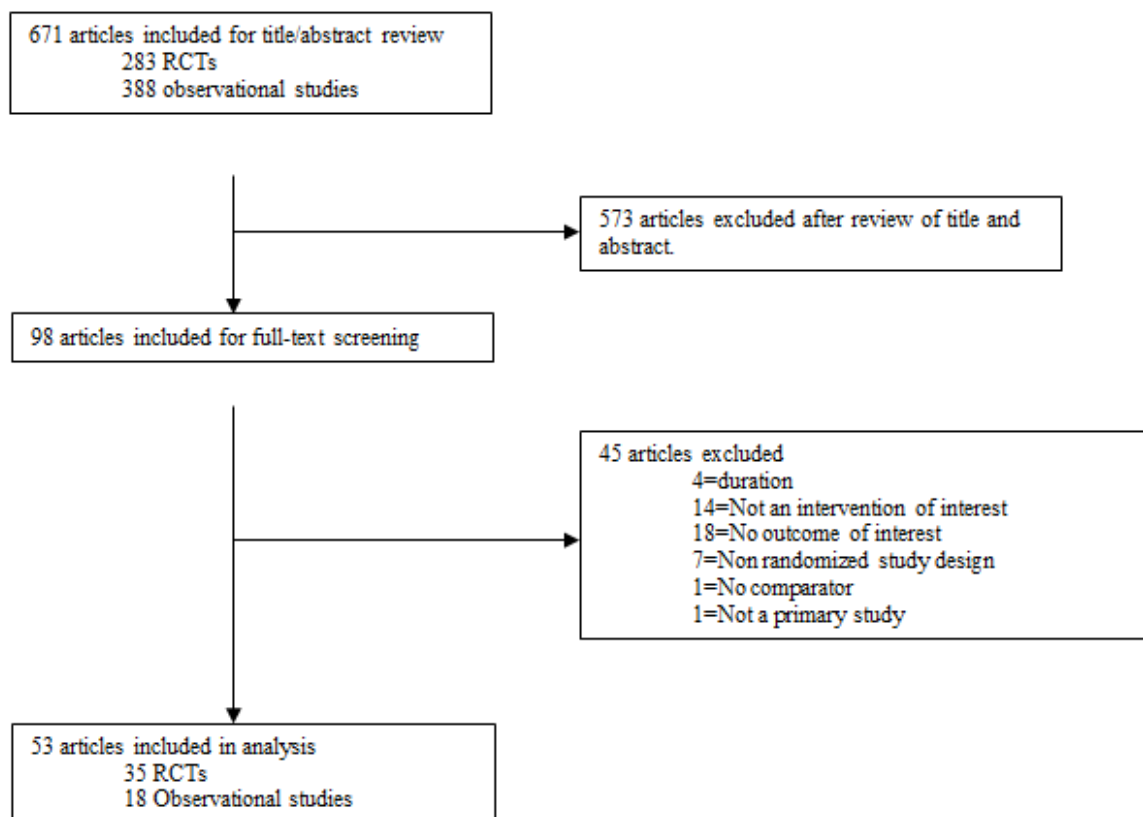 671 articles included for title/abstract review
283 RCTs
388 observational studies
573 articles excluded after review of title and
abstract.
98 articles included for full-text screening
45 articles excluded
4=duration
14=Not an intervention of interest
18=No outcome of interest
7=Non randomized study design
1=No comparator
1=Not a primary study
53 articles included in analysis
35 RCTs
18 Observational studies